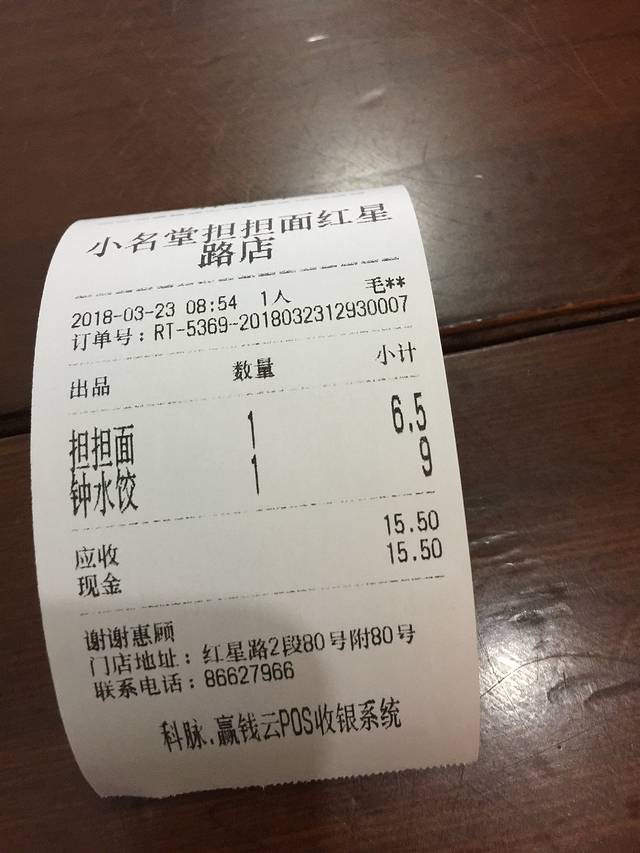 小名堂担担面红星
路店
2018-03-23 08:54 1人 毛**
订单号：RT-5369-2018032312930007
出品 数量 小计
担担面 1 6.5
钟水饺 1 9
应收 15.50
现金 15.50
谢谢惠顾
门店地址：红星路2段80号附80号
联系电话：86627966
科脉.赢钱云POS收银系统